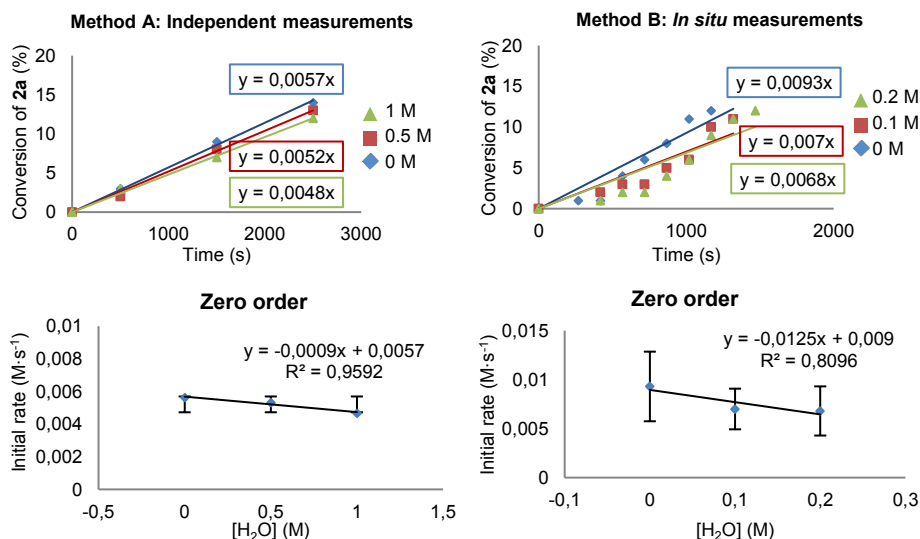 Method A: Independent measurements
Conversion of 2a (%)
20
15
10
5
0
0
1000
2000
3000
Time (s)
y = 0,0057x
y = 0,0052x
y = 0,0048x
1 M
0.5 M
0 M
Method B: In situ measurements
Conversion of 2a (%)
20
15
10
5
0
0
1000
2000
Time (s)
y = 0,0093x
y = 0,007x
y = 0,0068x
0.2 M
0.1 M
0 M
Zero order
Initial rate (M·s⁻¹)
0,01
0,008
0,006
0,004
0,002
0
-0,5
0
0,5
1
1,5
[H₂O] (M)
y = -0,0009x + 0,0057
R² = 0,9592
Zero order
Initial rate (M·s⁻¹)
0,015
0,01
0,005
0
-0,1
0
0,1
0,2
0,3
[H₂O] (M)
y = -0,0125x + 0,009
R² = 0,8096